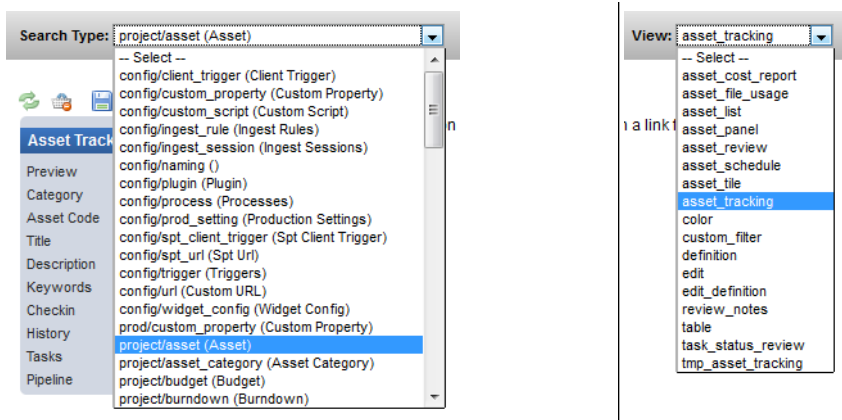 Search Type: project/asset (Asset)
-- Select --
config/client_trigger (Client Trigger)
config/custom_property (Custom Property)
config/custom_script (Custom Script)
config/ingest_rule (Ingest Rules)
config/ingest_session (Ingest Sessions)
config/naming ()
config/plugin (Plugin)
config/process (Processes)
config/prod_setting (Production Settings)
config/spt_client_trigger (Spt Client Trigger)
config/spt_url (Spt Url)
config/trigger (Triggers)
config/url (Custom URL)
config/widget_config (Widget Config)
prod/custom_property (Custom Property)
project/asset (Asset)
project/asset_category (Asset Category)
project/budget (Budget)
project/burndown (Burndown)
Asset Track
Preview
Category
Asset Code
Title
Description
Keywords
Checkin
History
Tasks
Pipeline
on
View: asset_tracking
-- Select --
asset_cost_report
asset_file_usage
asset_list
asset_panel
asset_review
asset_schedule
asset_tile
asset_tracking
color
custom_filter
definition
edit
edit_definition
review_notes
table
task_status_review
tmp_asset_tracking
a link